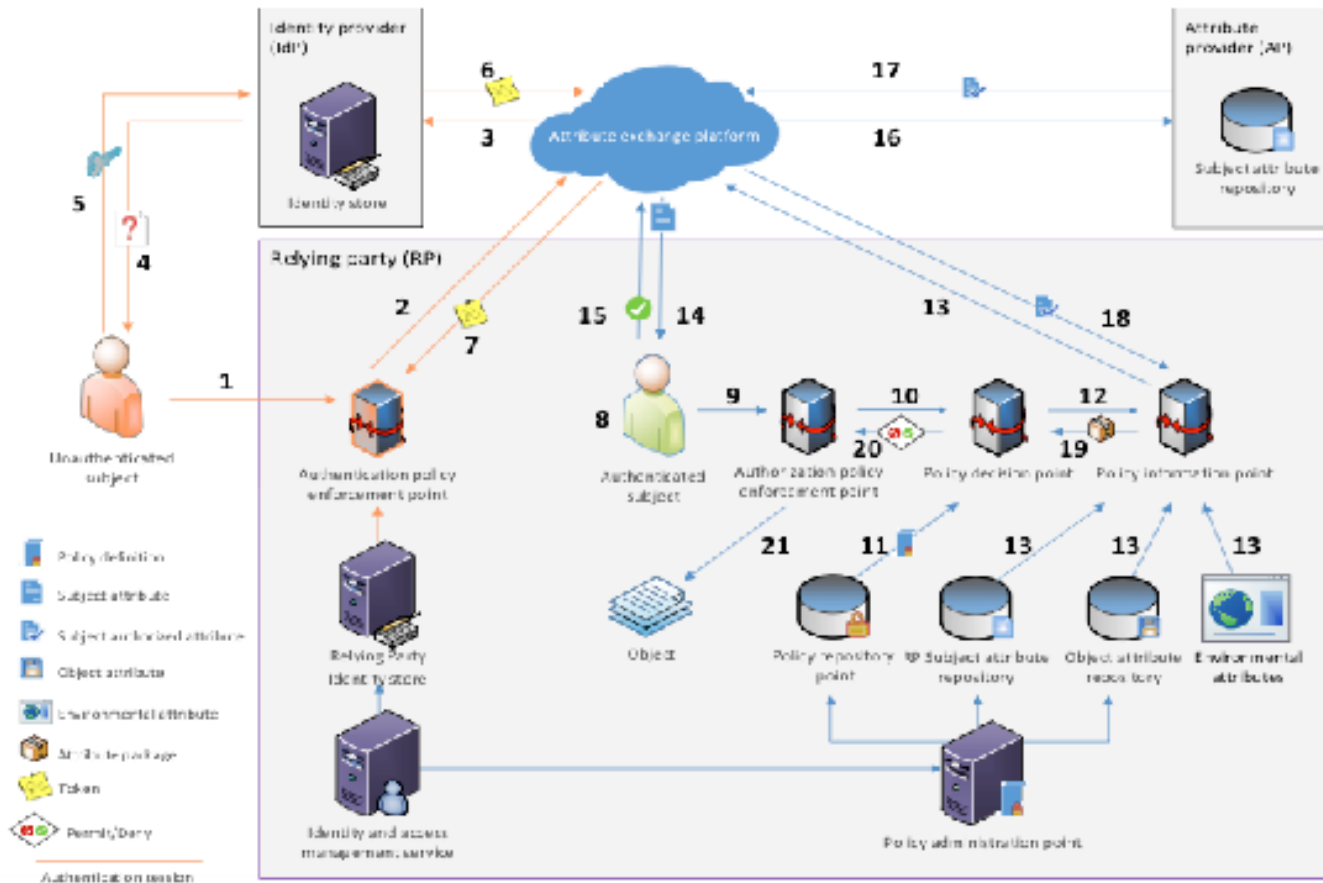 Identity provider
(IdP)
Identity store
6
3
Attribute exchange platform
17
16
Attribute
provider (AP)
Subject attribute
repository
5
?
4
Unauthenticated
subject
1
Relying party (RP)
2
7
15
14
13
18
8
9
10
12
20
19
Authentication policy
enforcement point
Authenticated
subject
Authorization policy
enforcement point
Policy decision point
Policy information point
21
11
13
13
13
Relying Party
Identity store
Object
Policy repository
point
RP Subject attribute
repository
Object attribute
repository
Environmental
attributes
Identity and access
management service
Policy administration point
Policy definition
Subject attribute
Subject authorized attribute
Object attribute
Environmental attribute
Attribute package
Token
Permit/Deny
Authentication session